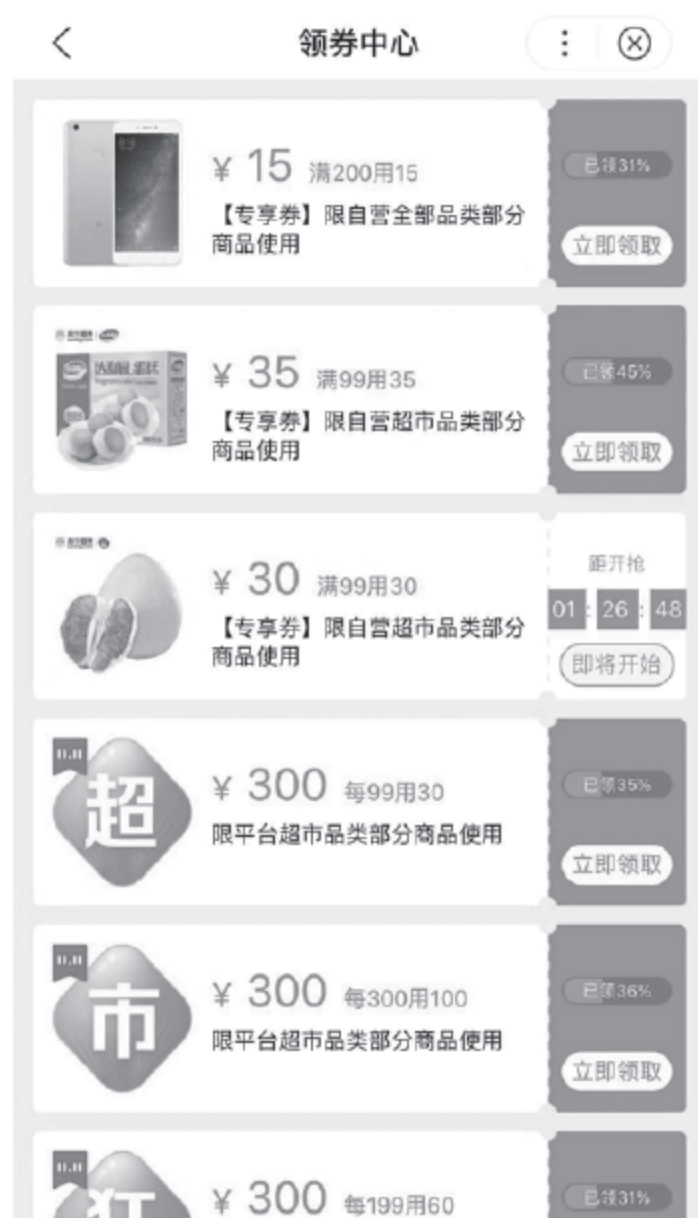 领券中心
¥ 15 满200用15
【专享券】限自营全部品类部分
商品使用
已领31%
立即领取
¥ 35 满99用35
【专享券】限自营超市品类部分
商品使用
已领45%
立即领取
¥ 30 满99用30
【专享券】限自营超市品类部分
商品使用
距开抢
01 : 26 : 48
即将开始
11.11
超
¥ 300 每99用30
限平台超市品类部分商品使用
已领35%
立即领取
11.11
市
¥ 300 每300用100
限平台超市品类部分商品使用
已领36%
立即领取
11.11
狂
¥ 300 每199用60
已领31%